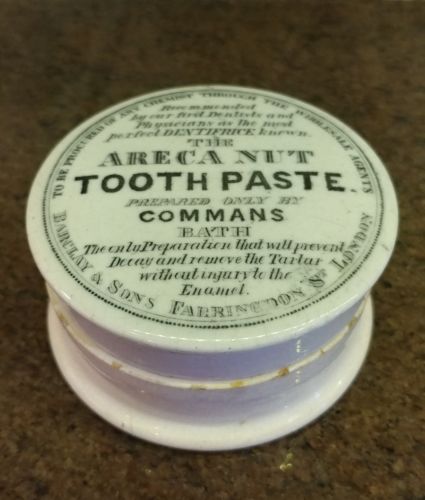 TO BE PROCURED OF ANY CHEMIST THROUGH THE WHOLESALE AGENTS
Recommended
by our first Dentists and
Physicians as the most
perfect DENTIFRICE known.
THE
ARECA NUT
TOOTH PASTE.
PREPARED ONLY BY
COMMANS
BATH
The only Preparation that will prevent
Decay and remove the Tartar
without injury to the
Enamel.
BARCLAY & SONS FARRINGDON ST LONDON